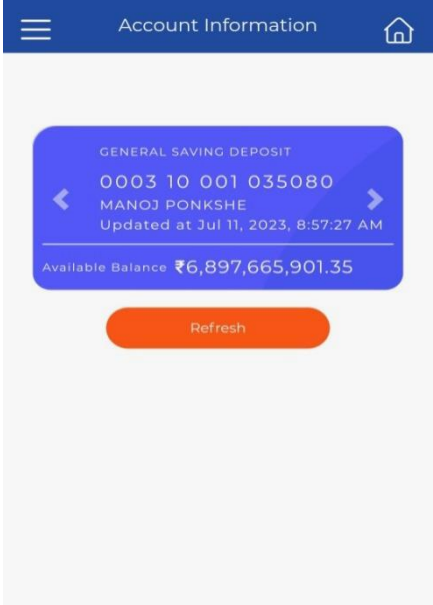 Account Information
GENERAL SAVING DEPOSIT
0003 10 001 035080
MANOJ PONKSHE
Updated at Jul 11, 2023, 8:57:27 AM
Available Balance ₹6,897,665,901.35
Refresh